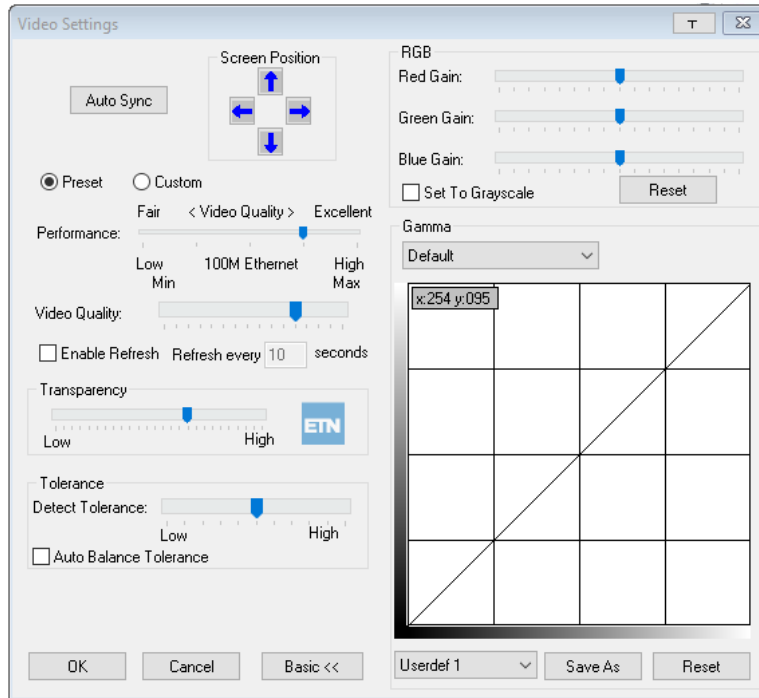 Video Settings
T
Auto Sync
Screen Position
Preset
Custom
Fair < Video Quality > Excellent
Performance:
Low 100M Ethernet High
Min Max
Video Quality:
Enable Refresh Refresh every 10 seconds
Transparency
Low High
ETN
Tolerance
Detect Tolerance:
Low High
Auto Balance Tolerance
OK
Cancel
Basic <<
RGB
Red Gain:
Green Gain:
Blue Gain:
Set To Grayscale
Reset
Gamma
Default
x:254 y:095
Userdef 1
Save As
Reset